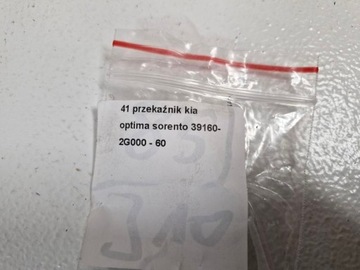 41 przekaźnik kia
optima sorento 39160-
2G000 - 60